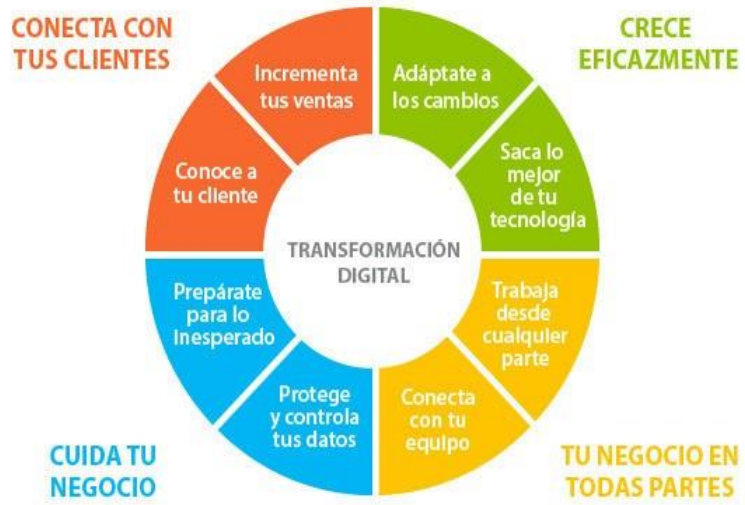 CONECTA CON
TUS CLIENTES
CRECE
EFICAZMENTE
Incrementa
tus ventas
Adáptate a
los cambios
Conoce a
tu cliente
Saca lo
mejor
de tu
tecnología
TRANSFORMACIÓN
DIGITAL
Prepárate
para lo
inesperado
Trabaja
desde
cualquier
parte
Protege
y controla
tus datos
Conecta
con tu
equipo
CUIDA TU
NEGOCIO
TU NEGOCIO EN
TODAS PARTES